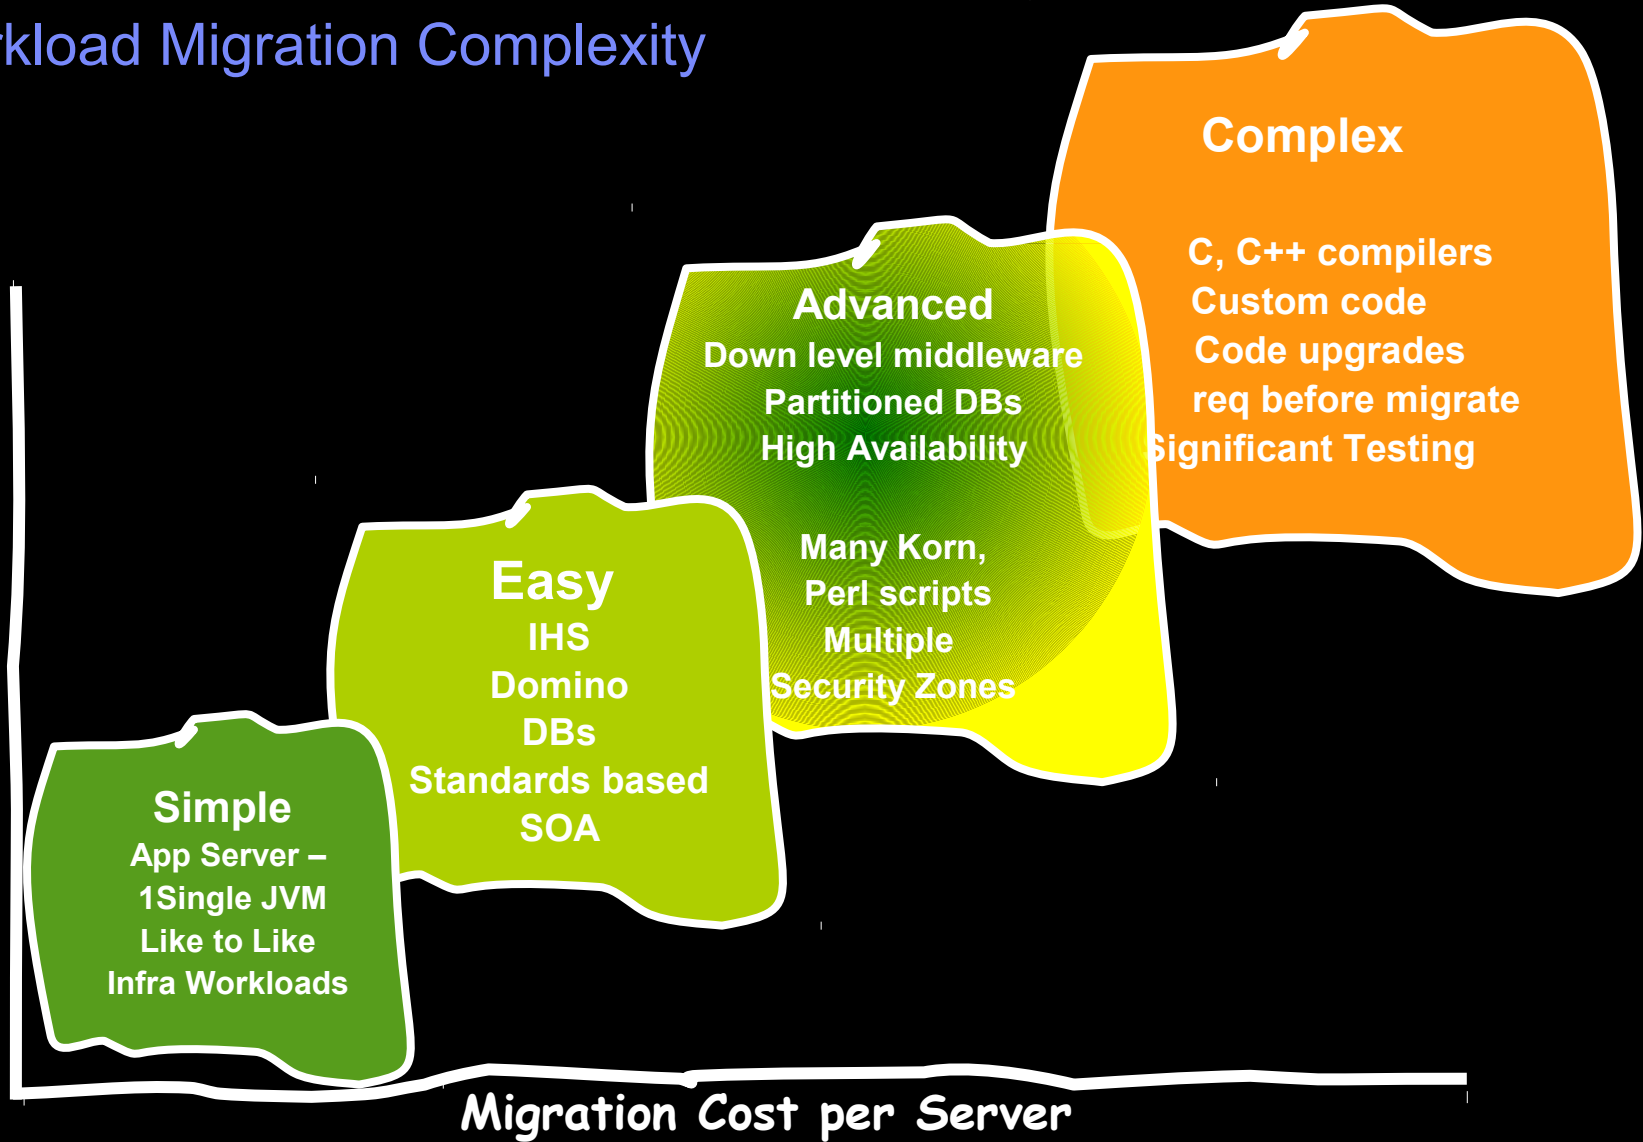 rkload Migration Complexity
Complex
C, C++ compilers
Custom code
Code upgrades
req before migrate
Significant Testing
Advanced
Down level middleware
Partitioned DBs
High Availability
Many Korn,
Perl scripts
Multiple
Security Zones
Easy
IHS
Domino
DBs
Standards based
SOA
Simple
App Server –
1Single JVM
Like to Like
Infra Workloads
Migration Cost per Server